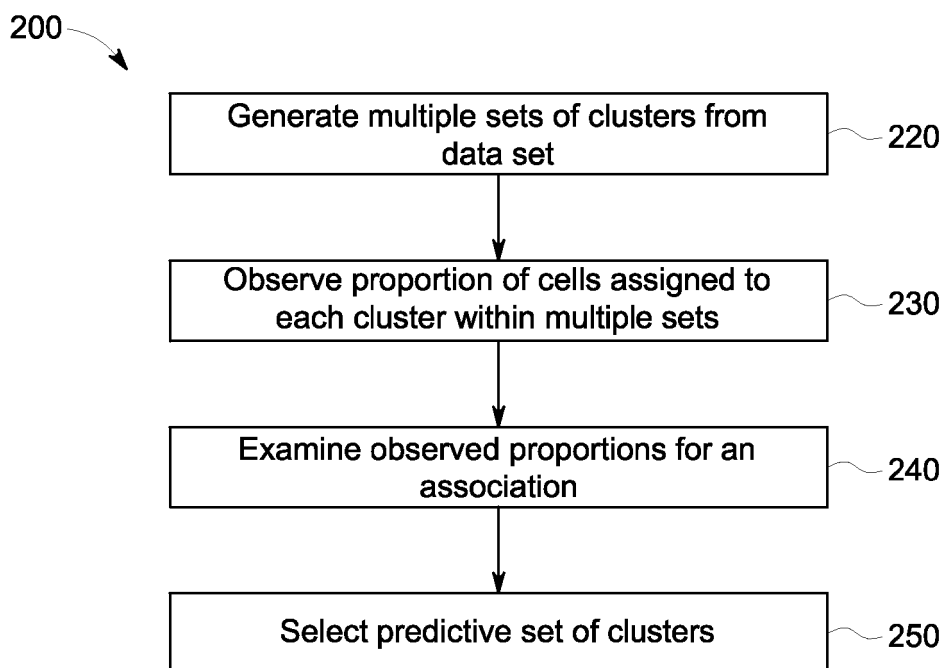 200
Generate multiple sets of clusters from
data set
220
Observe proportion of cells assigned to
each cluster within multiple sets
230
Examine observed proportions for an
association
240
Select predictive set of clusters
250